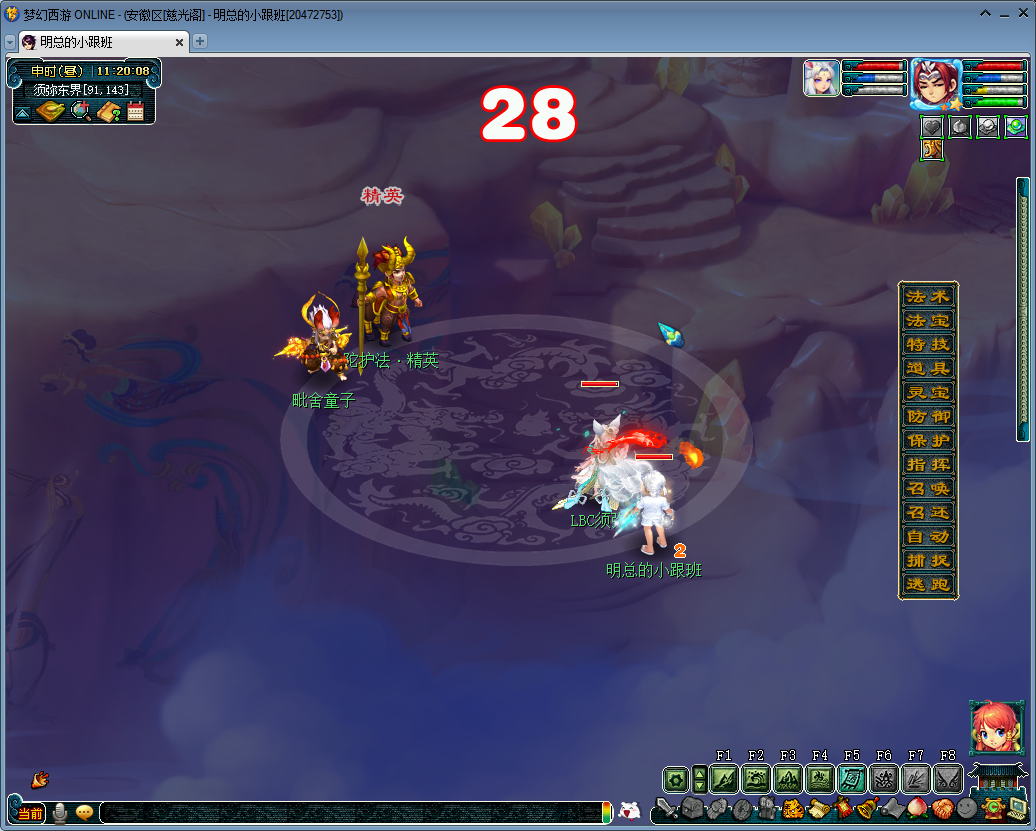 梦幻西游 ONLINE - (安徽区[慈光阁] - 明总的小跟班[20472753])
明总的小跟班
申时(昼) 11:20:08
须弥东界[91,143]
28
精英
陀护法·精英
毗舍童子
LBC须弥
明总的小跟班
2
法术
法宝
特技
道具
灵宝
防御
保护
指挥
召唤
召还
自动
捕捉
逃跑
F1 F2 F3 F4 F5 F6 F7 F8
当前